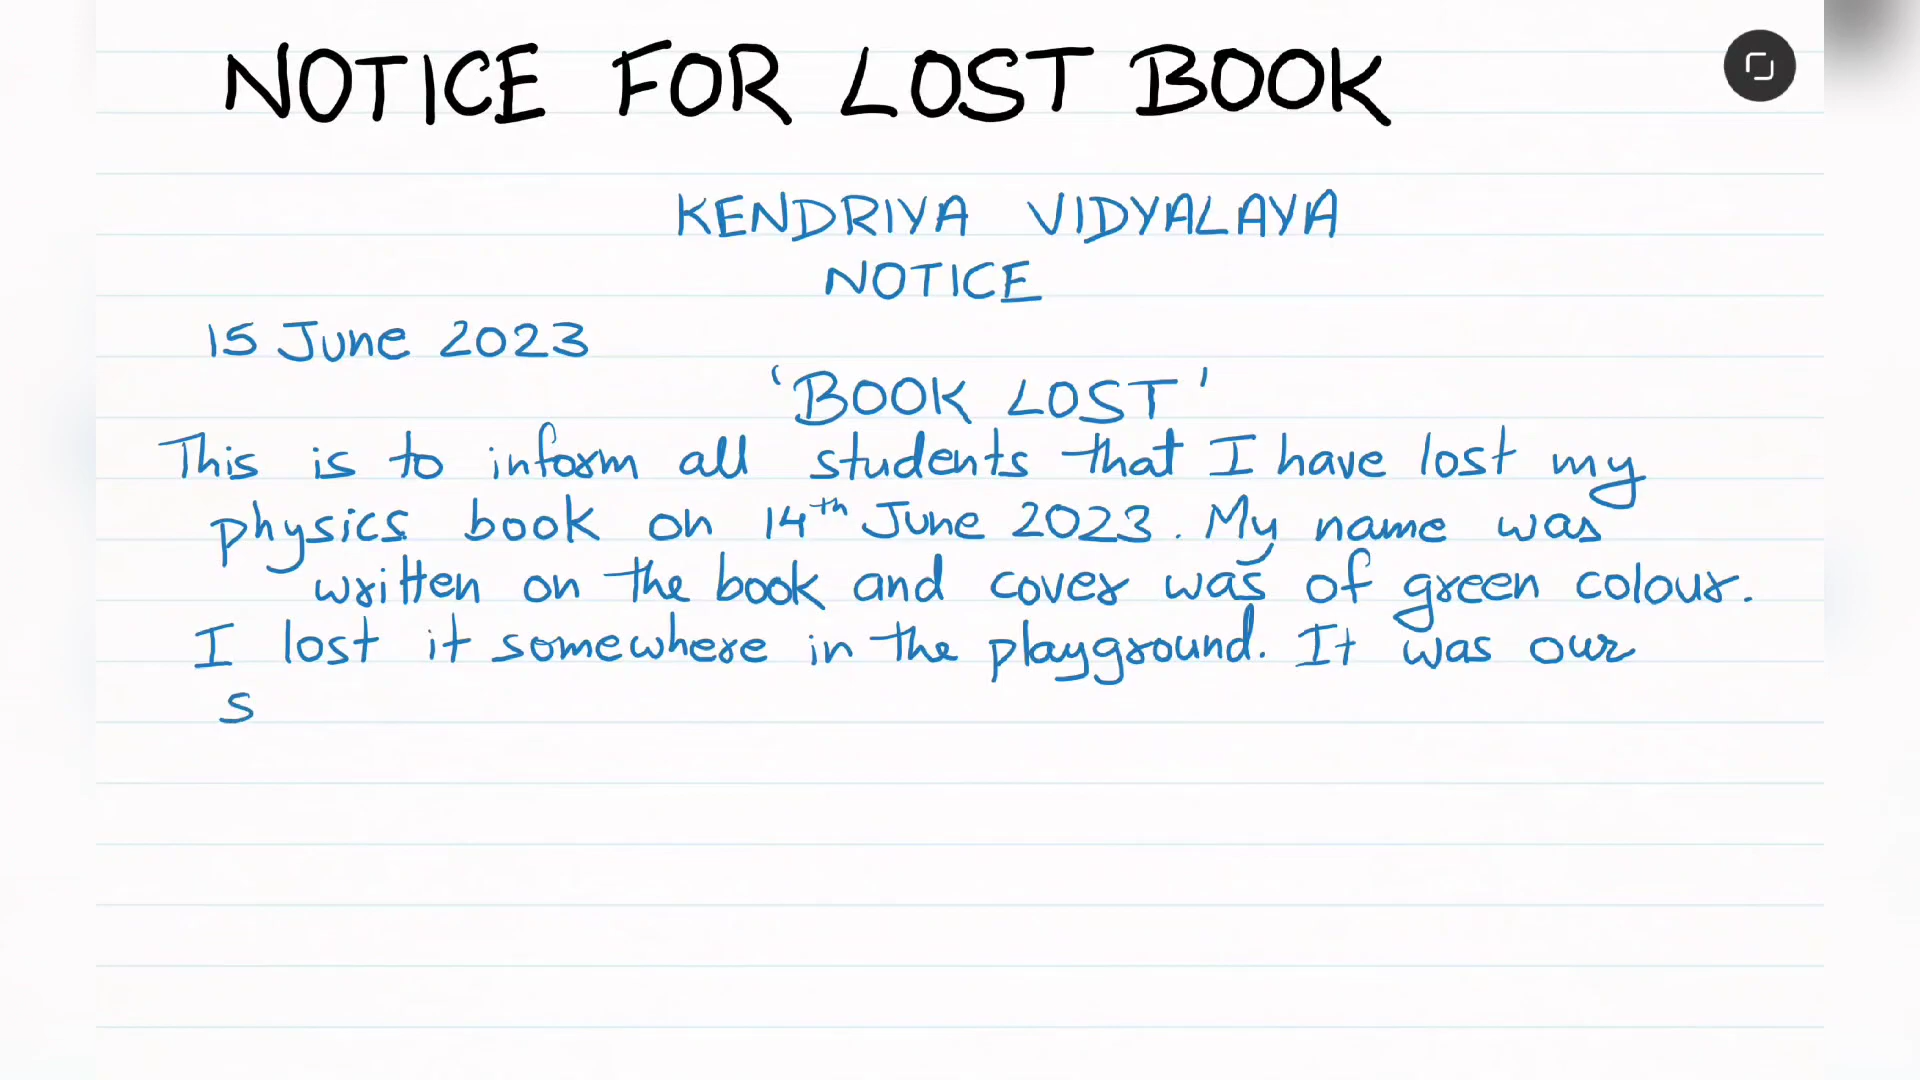 NOTICE FOR LOST BOOK
KENDRIYA VIDYALAYA
NOTICE
15 June 2023
'BOOK LOST'
This is to inform all students that I have lost my
physics book on 14th June 2023. My name was
written on the book and cover was of green colour.
I lost it somewhere in the playground. It was our
s